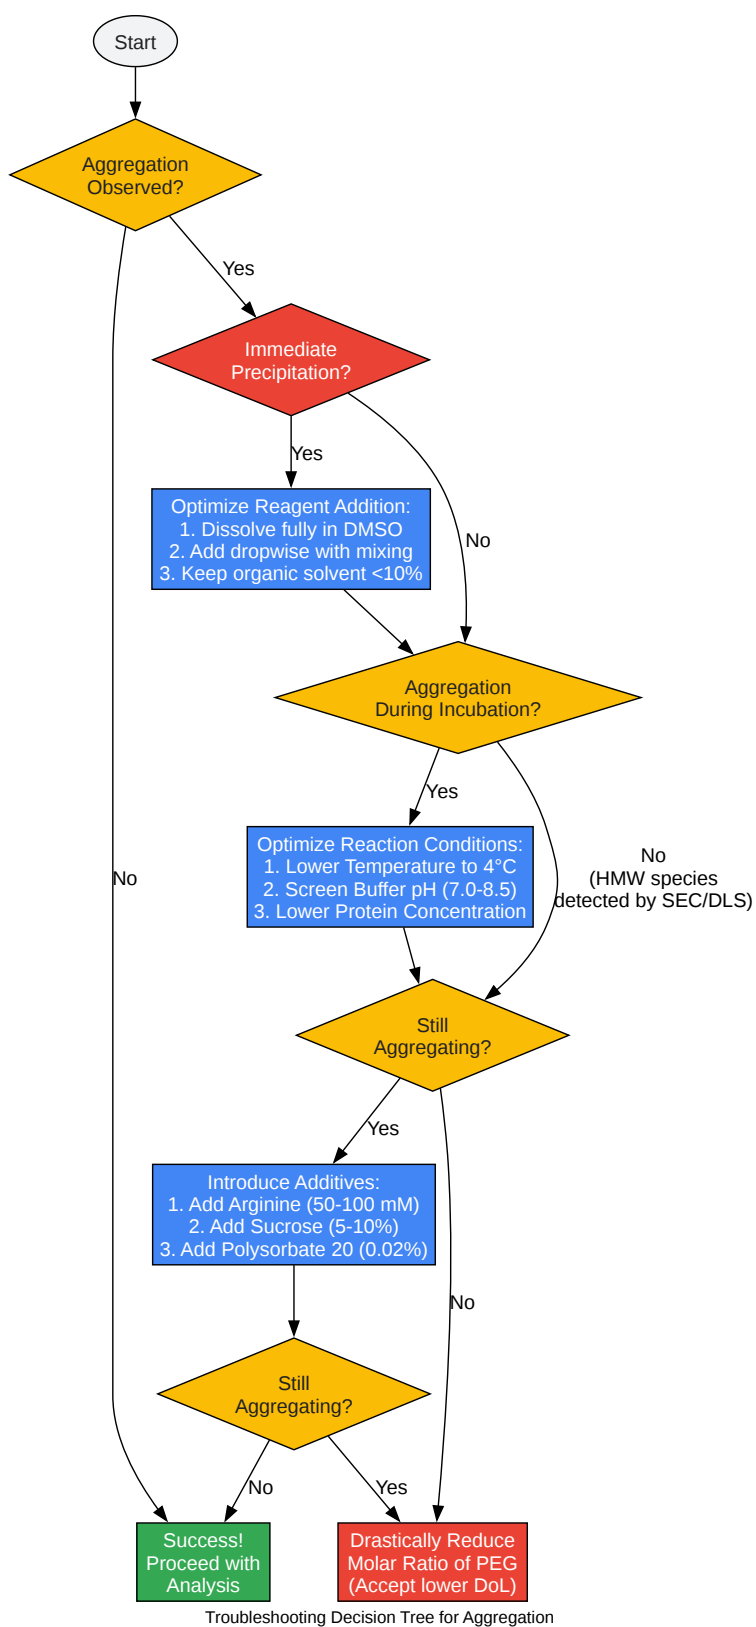 Start
Aggregation
Observed?
Yes
Immediate
Precipitation?
Yes
Optimize Reagent Addition:
1. Dissolve fully in DMSO
2. Add dropwise with mixing
3. Keep organic solvent <10%
No
Aggregation
During Incubation?
Yes
Optimize Reaction Conditions:
1. Lower Temperature to 4°C
2. Screen Buffer pH (7.0-8.5)
3. Lower Protein Concentration
No
(HMW species
detected by SEC/DLS)
No
Still
Aggregating?
Yes
Introduce Additives:
1. Add Arginine (50-100 mM)
2. Add Sucrose (5-10%)
3. Add Polysorbate 20 (0.02%)
No
Still
Aggregating?
No
Yes
Success!
Proceed with
Analysis
Drastically Reduce
Molar Ratio of PEG
(Accept lower DoL)
Troubleshooting Decision Tree for Aggregation